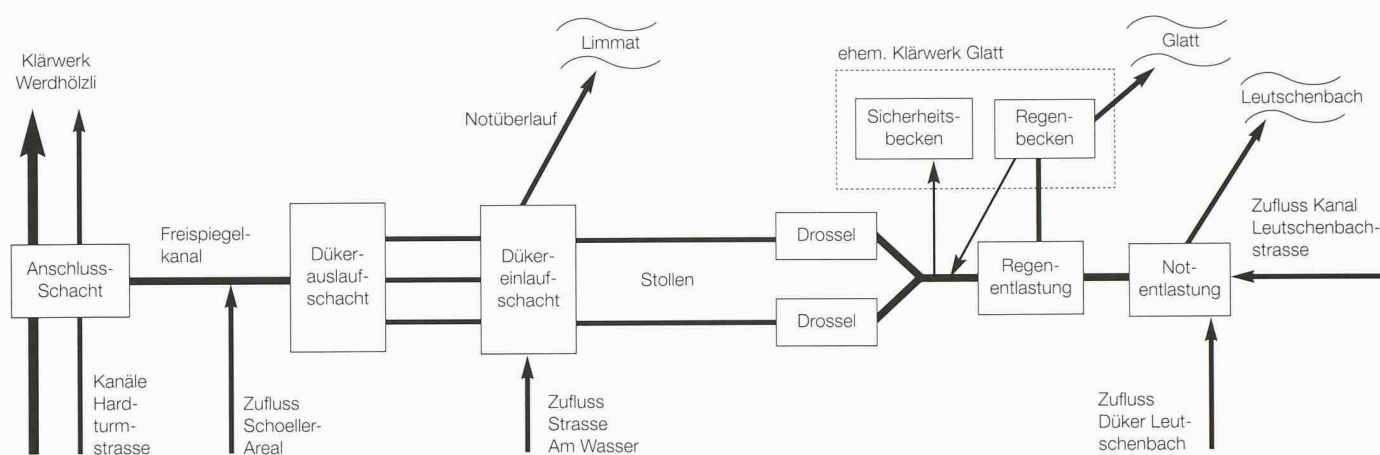 Klärwerk
Werdhölzli
Limmat
Notüberlauf
ehem. Klärwerk Glatt
Glatt
Leutschenbach
Sicherheits-
becken
Regen-
becken
Anschluss-
Schacht
Freispiegel-
kanal
Düker-
auslauf-
schacht
Düker-
einlauf-
schacht
Stollen
Drossel
Drossel
Regen-
entlastung
Not-
entlastung
Zufluss Kanal
Leutschenbach-
strasse
Kanäle
Hard-
turm-
strasse
Zufluss
Schoeller-
Areal
Zufluss
Strasse
Am Wasser
Zufluss
Düker Leut-
schenbach